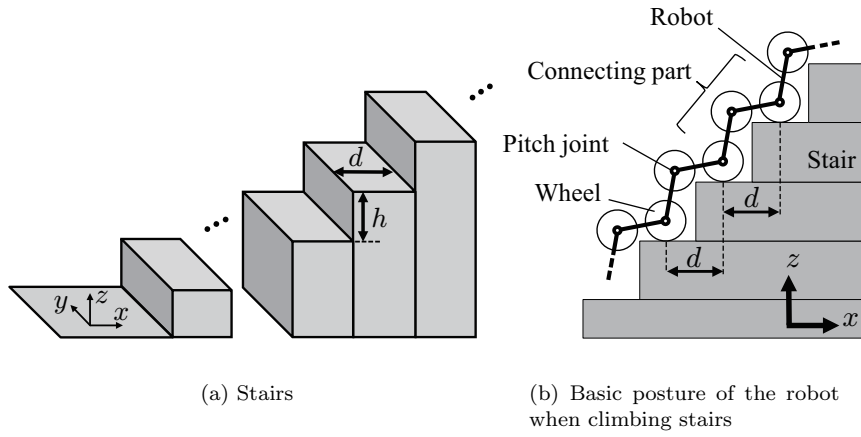 d
h
y
z
x
(a) Stairs
Robot
Connecting part
Pitch joint
Wheel
Stair
d
d
z
x
(b) Basic posture of the robot
when climbing stairs